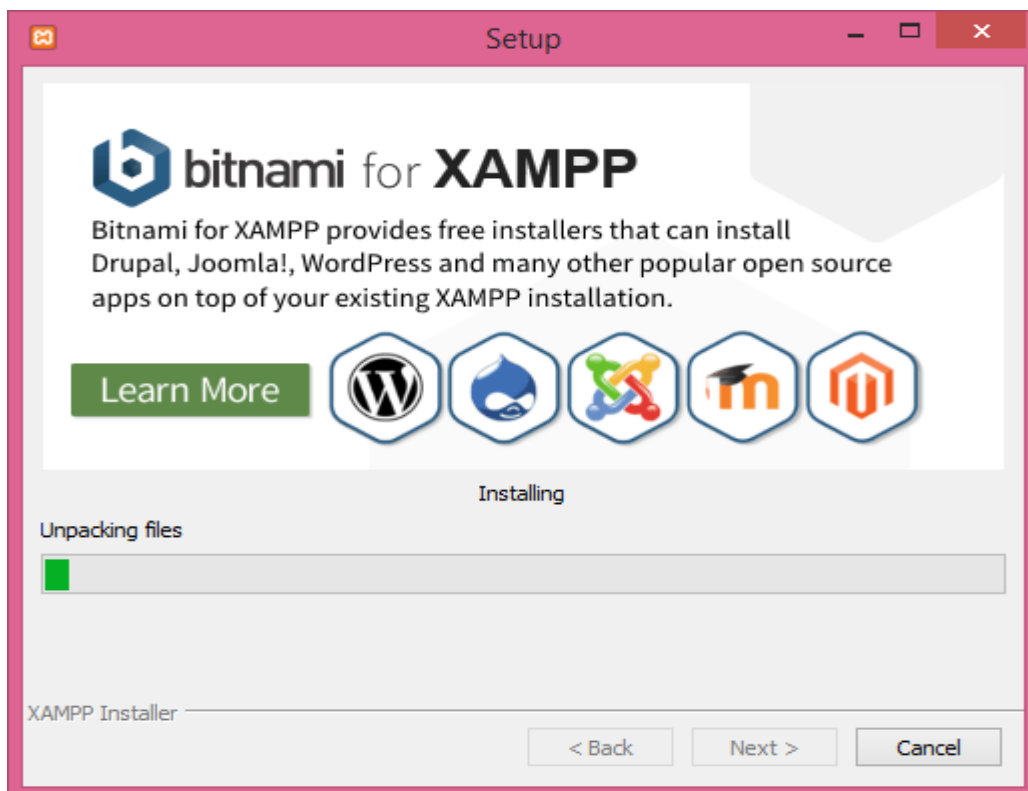 Setup
bitnami for XAMPP
Bitnami for XAMPP provides free installers that can install
Drupal, Joomla!, WordPress and many other popular open source
apps on top of your existing XAMPP installation.
Learn More
Installing
Unpacking files
XAMPP Installer
< Back Next > Cancel